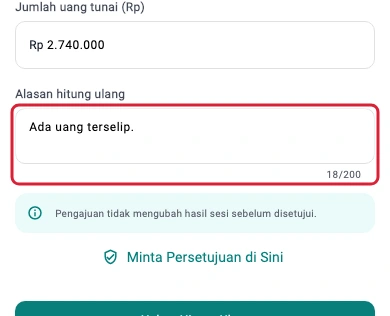 Jumlah uang tunai (Rp)
Rp 2.740.000
Alasan hitung ulang
Ada uang terselip.
18/200
Pengajuan tidak mengubah hasil sesi sebelum disetujui.
Minta Persetujuan di Sini